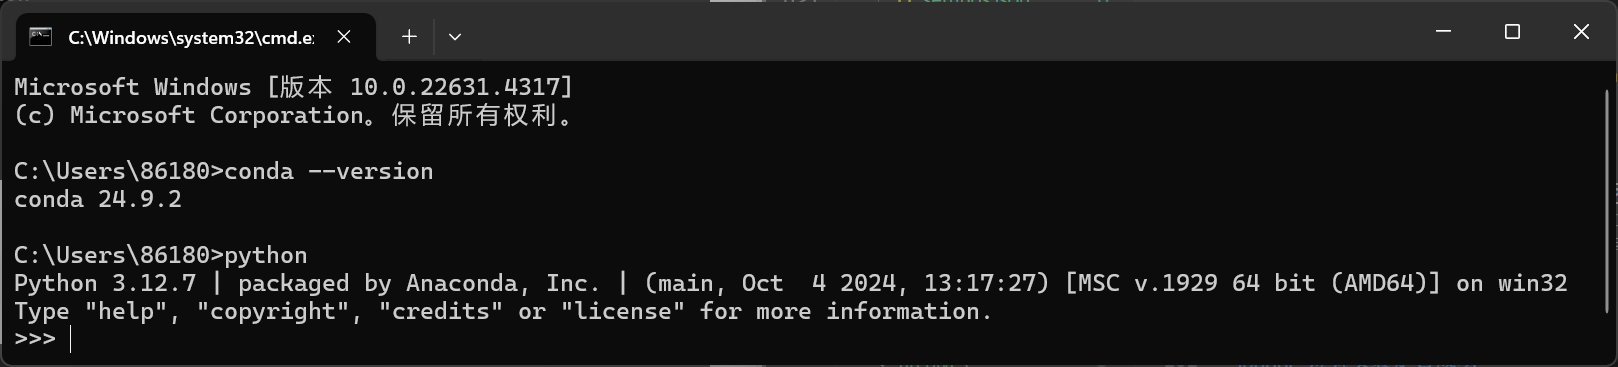 C:\Windows\system32\cmd.e
Microsoft Windows [版本 10.0.22631.4317]
(c) Microsoft Corporation。保留所有权利。
C:\Users\86180>conda --version
conda 24.9.2
C:\Users\86180>python
Python 3.12.7 | packaged by Anaconda, Inc. | (main, Oct  4 2024, 13:17:27) [MSC v.1929 64 bit (AMD64)] on win32
Type "help", "copyright", "credits" or "license" for more information.
>>>